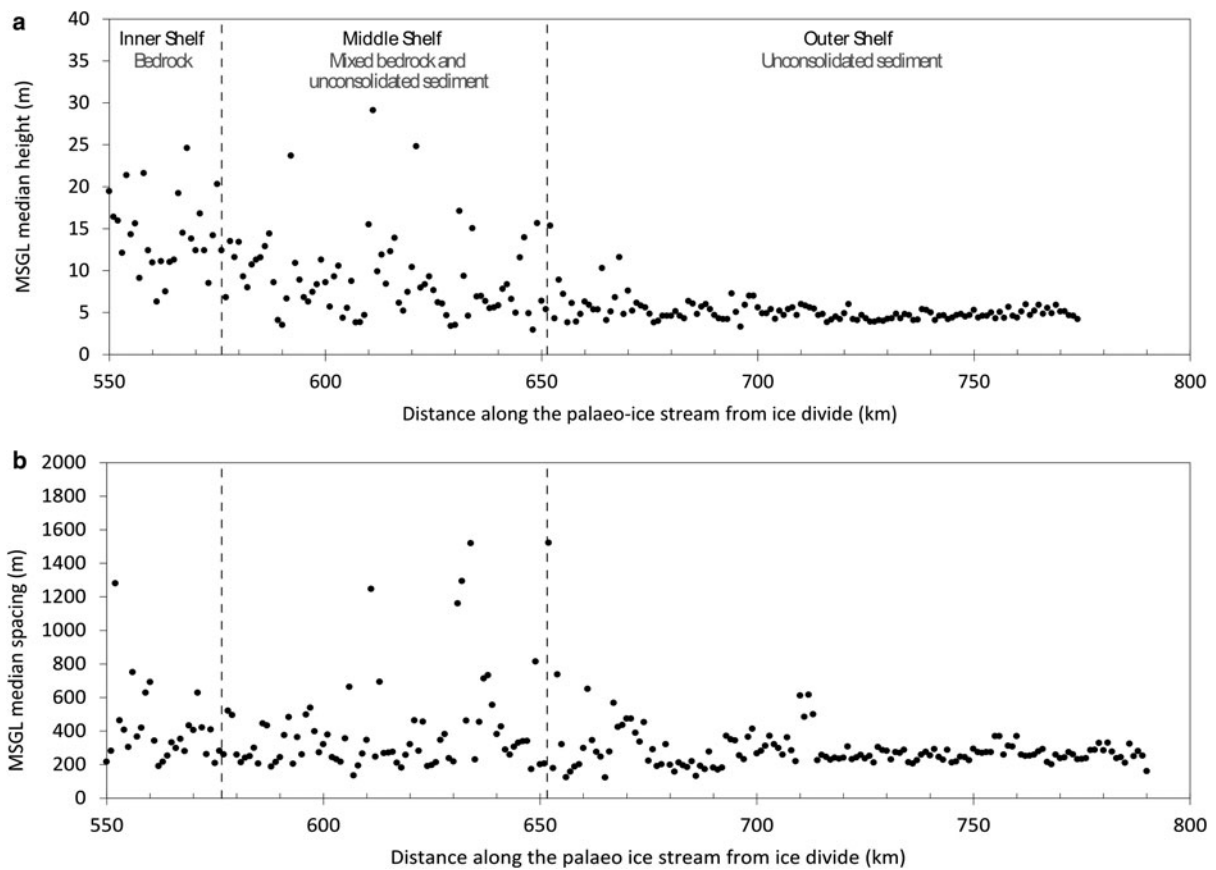 a
40
35
30
25
20
15
10
5
0
MSGL median height (m)
Inner Shelf
Bedrock
Middle Shelf
Mixed bedrock and
unconsolidated sediment
Outer Shelf
Unconsolidated sediment
550 600 650 700 750 800
Distance along the palaeo-ice stream from ice divide (km)
b
2000
1800
1600
1400
1200
1000
800
600
400
200
0
MSGL median spacing (m)
550 600 650 700 750 800
Distance along the palaeo ice stream from ice divide (km)